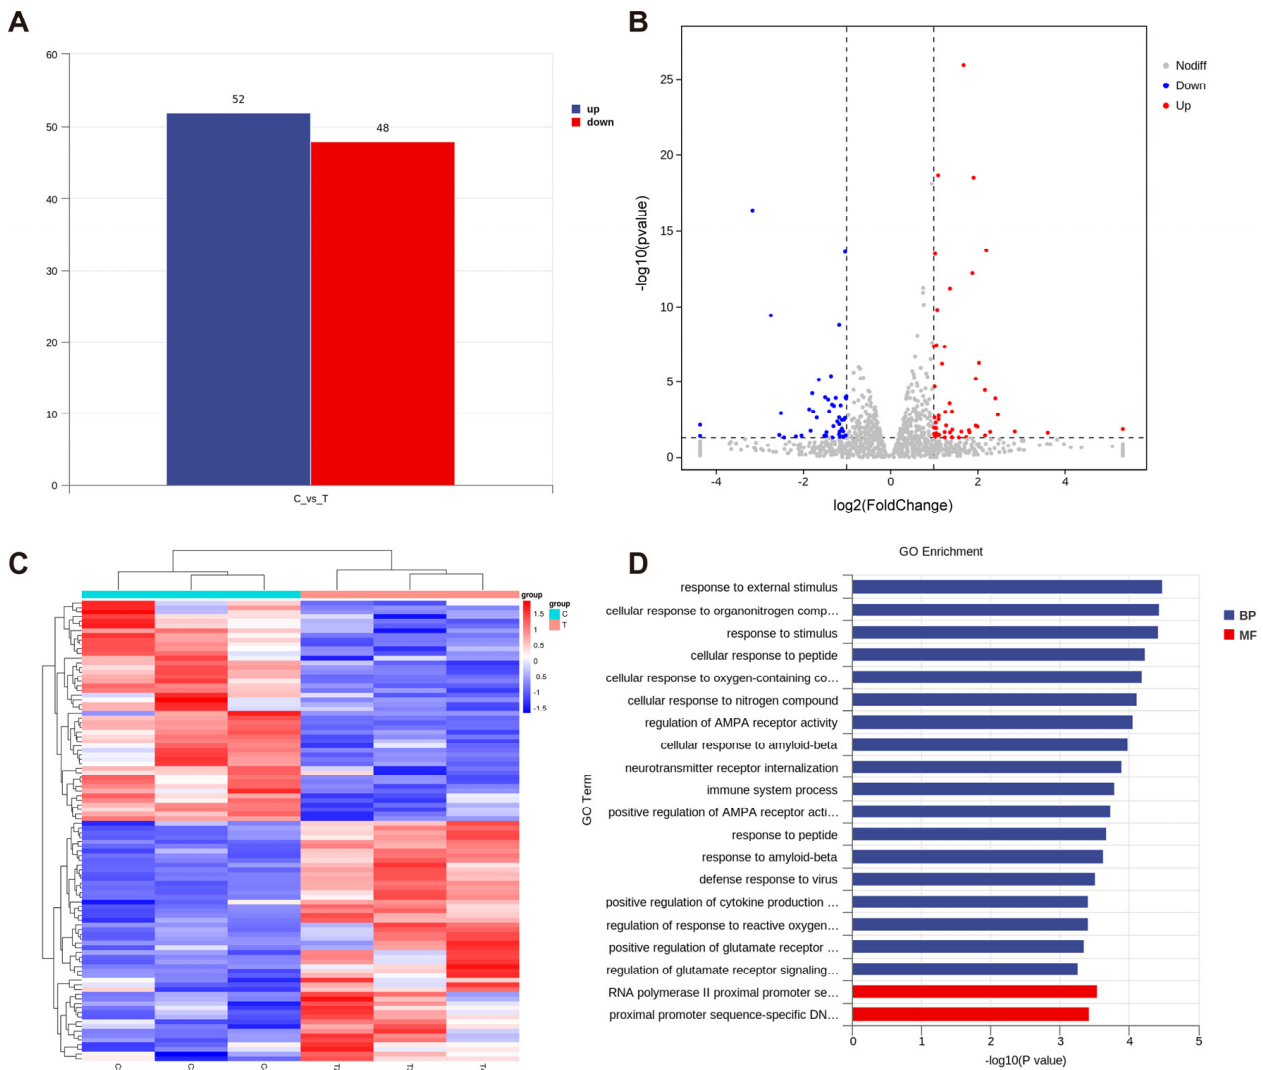 A
60
50
40
30
20
10
0
52
48
up
down
C_vs_T
B
25
20
15
10
5
0
-log10(pvalue)
-4
-2
0
2
4
log2(FoldChange)
Nodiff
Down
Up
C
group
1.5
1
0.5
0
-0.5
-1
-1.5
group
C
T
D
GO Enrichment
GO Term
response to external stimulus
cellular response to organonitrogen comp…
response to stimulus
cellular response to peptide
cellular response to oxygen-containing co…
cellular response to nitrogen compound
regulation of AMPA receptor activity
cellular response to amyloid-beta
neurotransmitter receptor internalization
immune system process
positive regulation of AMPA receptor acti…
response to peptide
response to amyloid-beta
defense response to virus
positive regulation of cytokine production …
regulation of response to reactive oxygen…
positive regulation of glutamate receptor …
regulation of glutamate receptor signaling…
RNA polymerase II proximal promoter se…
proximal promoter sequence-specific DN…
0
1
2
3
4
5
-log10(P value)
BP
MF